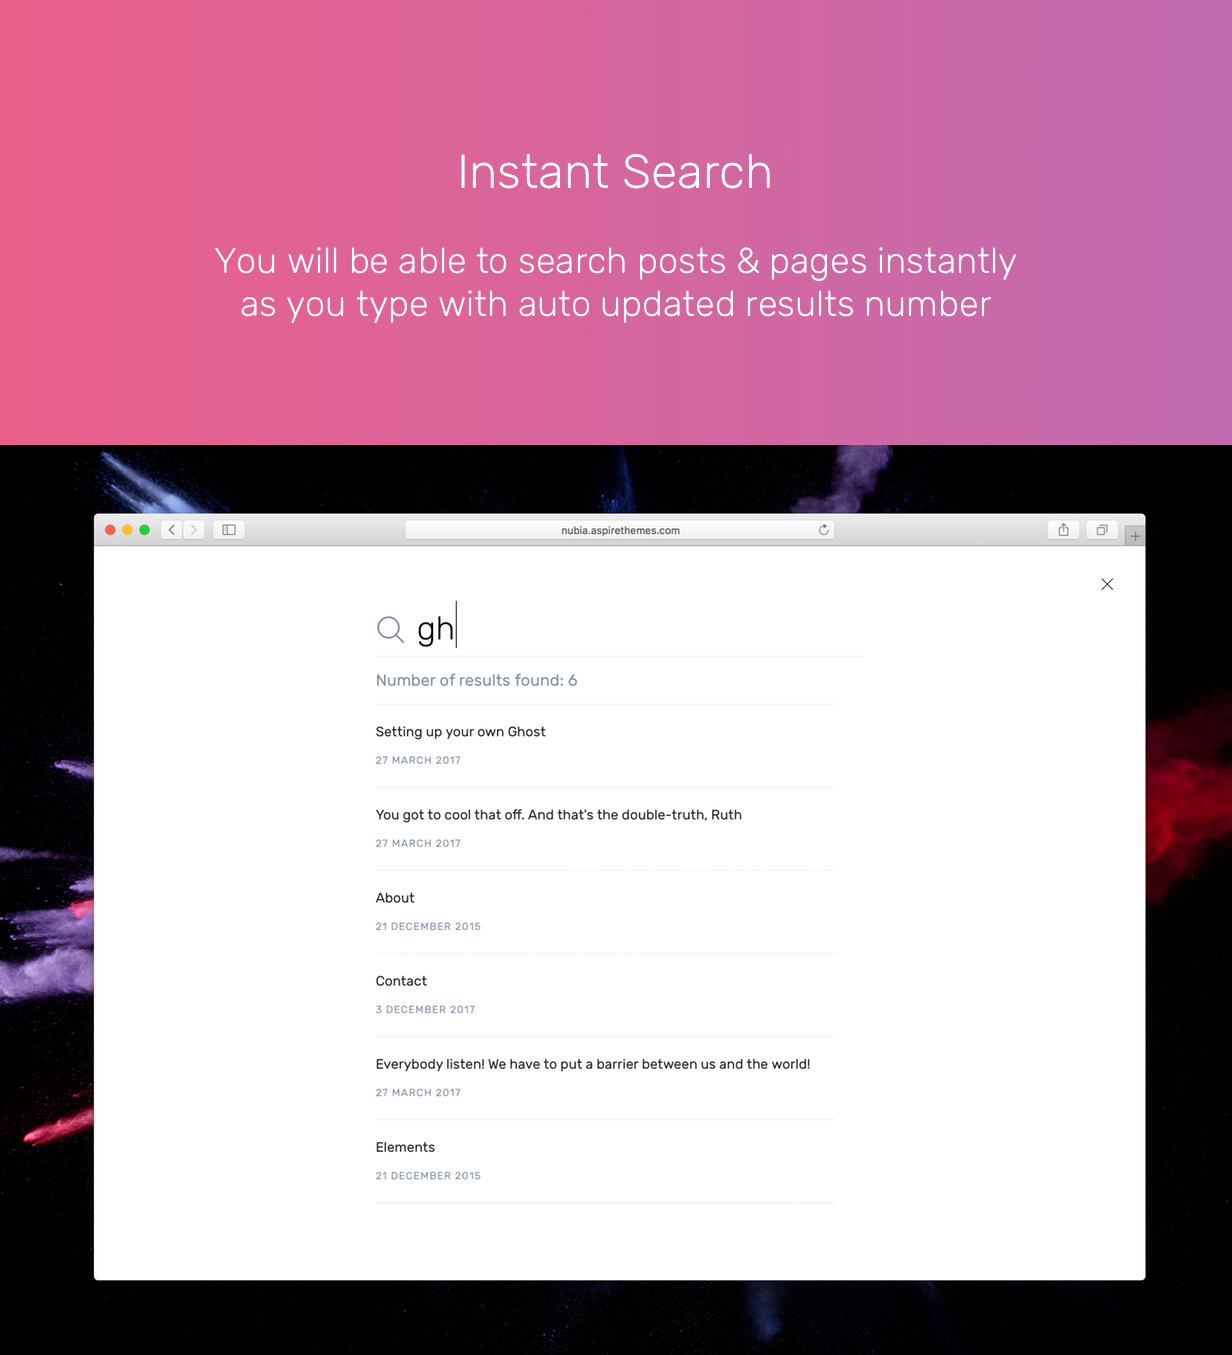 Instant Search
You will be able to search posts & pages instantly
as you type with auto updated results number
nubia.aspirethemes.com
gh
Number of results found: 6
Setting up your own Ghost
27 MARCH 2017
You got to cool that off. And that's the double-truth, Ruth
27 MARCH 2017
About
21 DECEMBER 2015
Contact
3 DECEMBER 2017
Everybody listen! We have to put a barrier between us and the world!
27 MARCH 2017
Elements
21 DECEMBER 2015